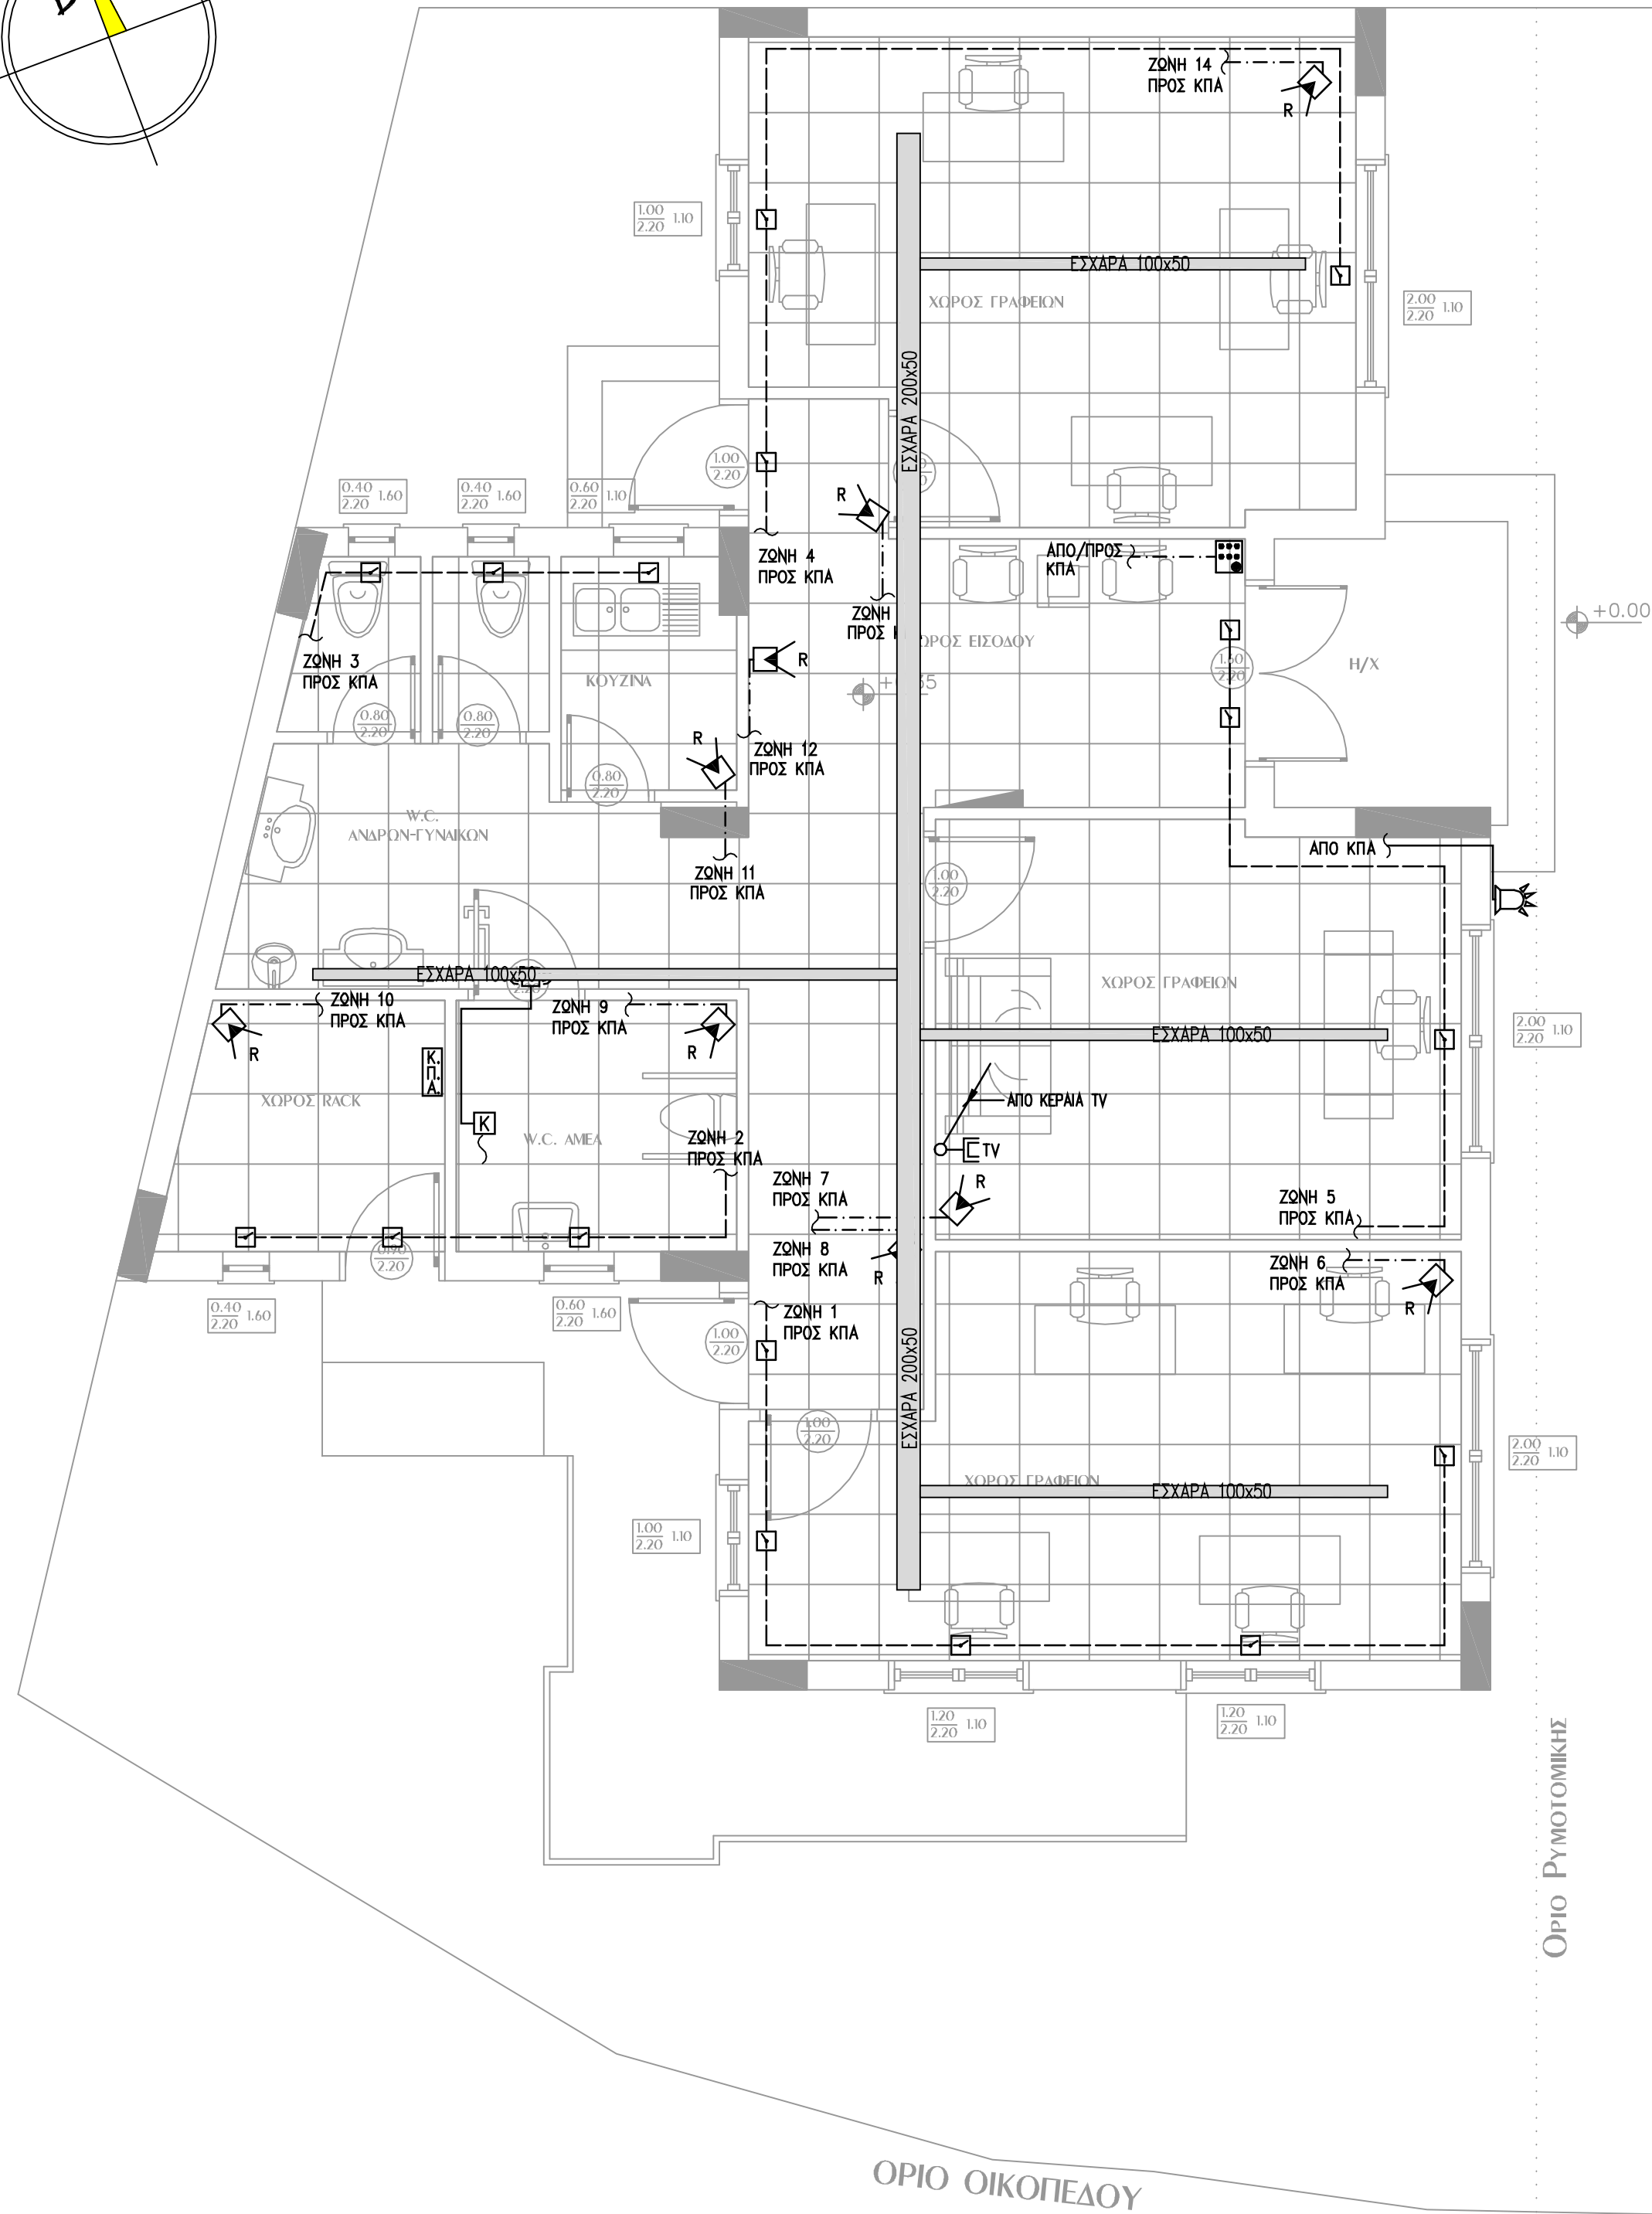 ΖΩΝΗ 14
ΠΡΟΣ ΚΠΑ
R
1.00
2.20
1.10
ΕΣΧΑΡΑ 100x50
ΧΩΡΟΣ ΓΡΑΦΕΙΩΝ
2.00
2.20
1.10
ΕΣΧΑΡΑ 200x50
1.00
2.20
0.40
2.20
1.60
0.40
2.20
1.60
0.60
2.20
1.10
R
ΖΩΝΗ 4
ΠΡΟΣ ΚΠΑ
ΑΠΟ/ΠΡΟΣ
ΚΠΑ
ΖΩΝΗ
ΠΡΟΣ
+0.00
ΕΙΣΟΔΟΥ
ΖΩΝΗ 3
ΠΡΟΣ ΚΠΑ
R
ΚΟΥΖΙΝΑ
1.60
2.20
Η/Χ
0.80
2.20
0.80
2.20
R
ΖΩΝΗ 12
ΠΡΟΣ ΚΠΑ
0.80
2.20
W.C.
ΑΝΔΡΩΝ-ΓΥΝΑΙΚΩΝ
ΑΠΟ ΚΠΑ
ΖΩΝΗ 11
ΠΡΟΣ ΚΠΑ
1.00
2.20
ΕΣΧΑΡΑ 100x50
ΧΩΡΟΣ ΓΡΑΦΕΙΩΝ
ΖΩΝΗ 10
ΠΡΟΣ ΚΠΑ
ΖΩΝΗ 9
ΠΡΟΣ ΚΠΑ
R
R
2.00
2.20
1.10
ΕΣΧΑΡΑ 100x50
Κ.
Π.
Α.
ΧΩΡΟΣ RACK
ΑΠΟ ΚΕΡΑΙΑ TV
K
W.C. ΑΜΕΑ
ΖΩΝΗ 2
ΠΡΟΣ ΚΠΑ
TV
ΖΩΝΗ 7
ΠΡΟΣ ΚΠΑ
R
ΖΩΝΗ 5
ΠΡΟΣ ΚΠΑ
ΖΩΝΗ 8
ΠΡΟΣ ΚΠΑ
R
ΖΩΝΗ 6
ΠΡΟΣ ΚΠΑ
R
2.20
0.40
2.20
1.60
0.60
2.20
1.60
ΖΩΝΗ 1
ΠΡΟΣ ΚΠΑ
1.00
2.20
ΕΣΧΑΡΑ 200x50
1.00
2.20
2.00
2.20
1.10
ΧΩΡΟΣ ΓΡΑΦΕΙΩΝ
ΕΣΧΑΡΑ 100x50
1.00
2.20
1.10
1.20
2.20
1.10
1.20
2.20
1.10
ΟΡΙΟ ΡΥΜΟΤΟΜΙΚΗΣ
ΟΡΙΟ ΟΙΚΟΠΕΔΟΥ